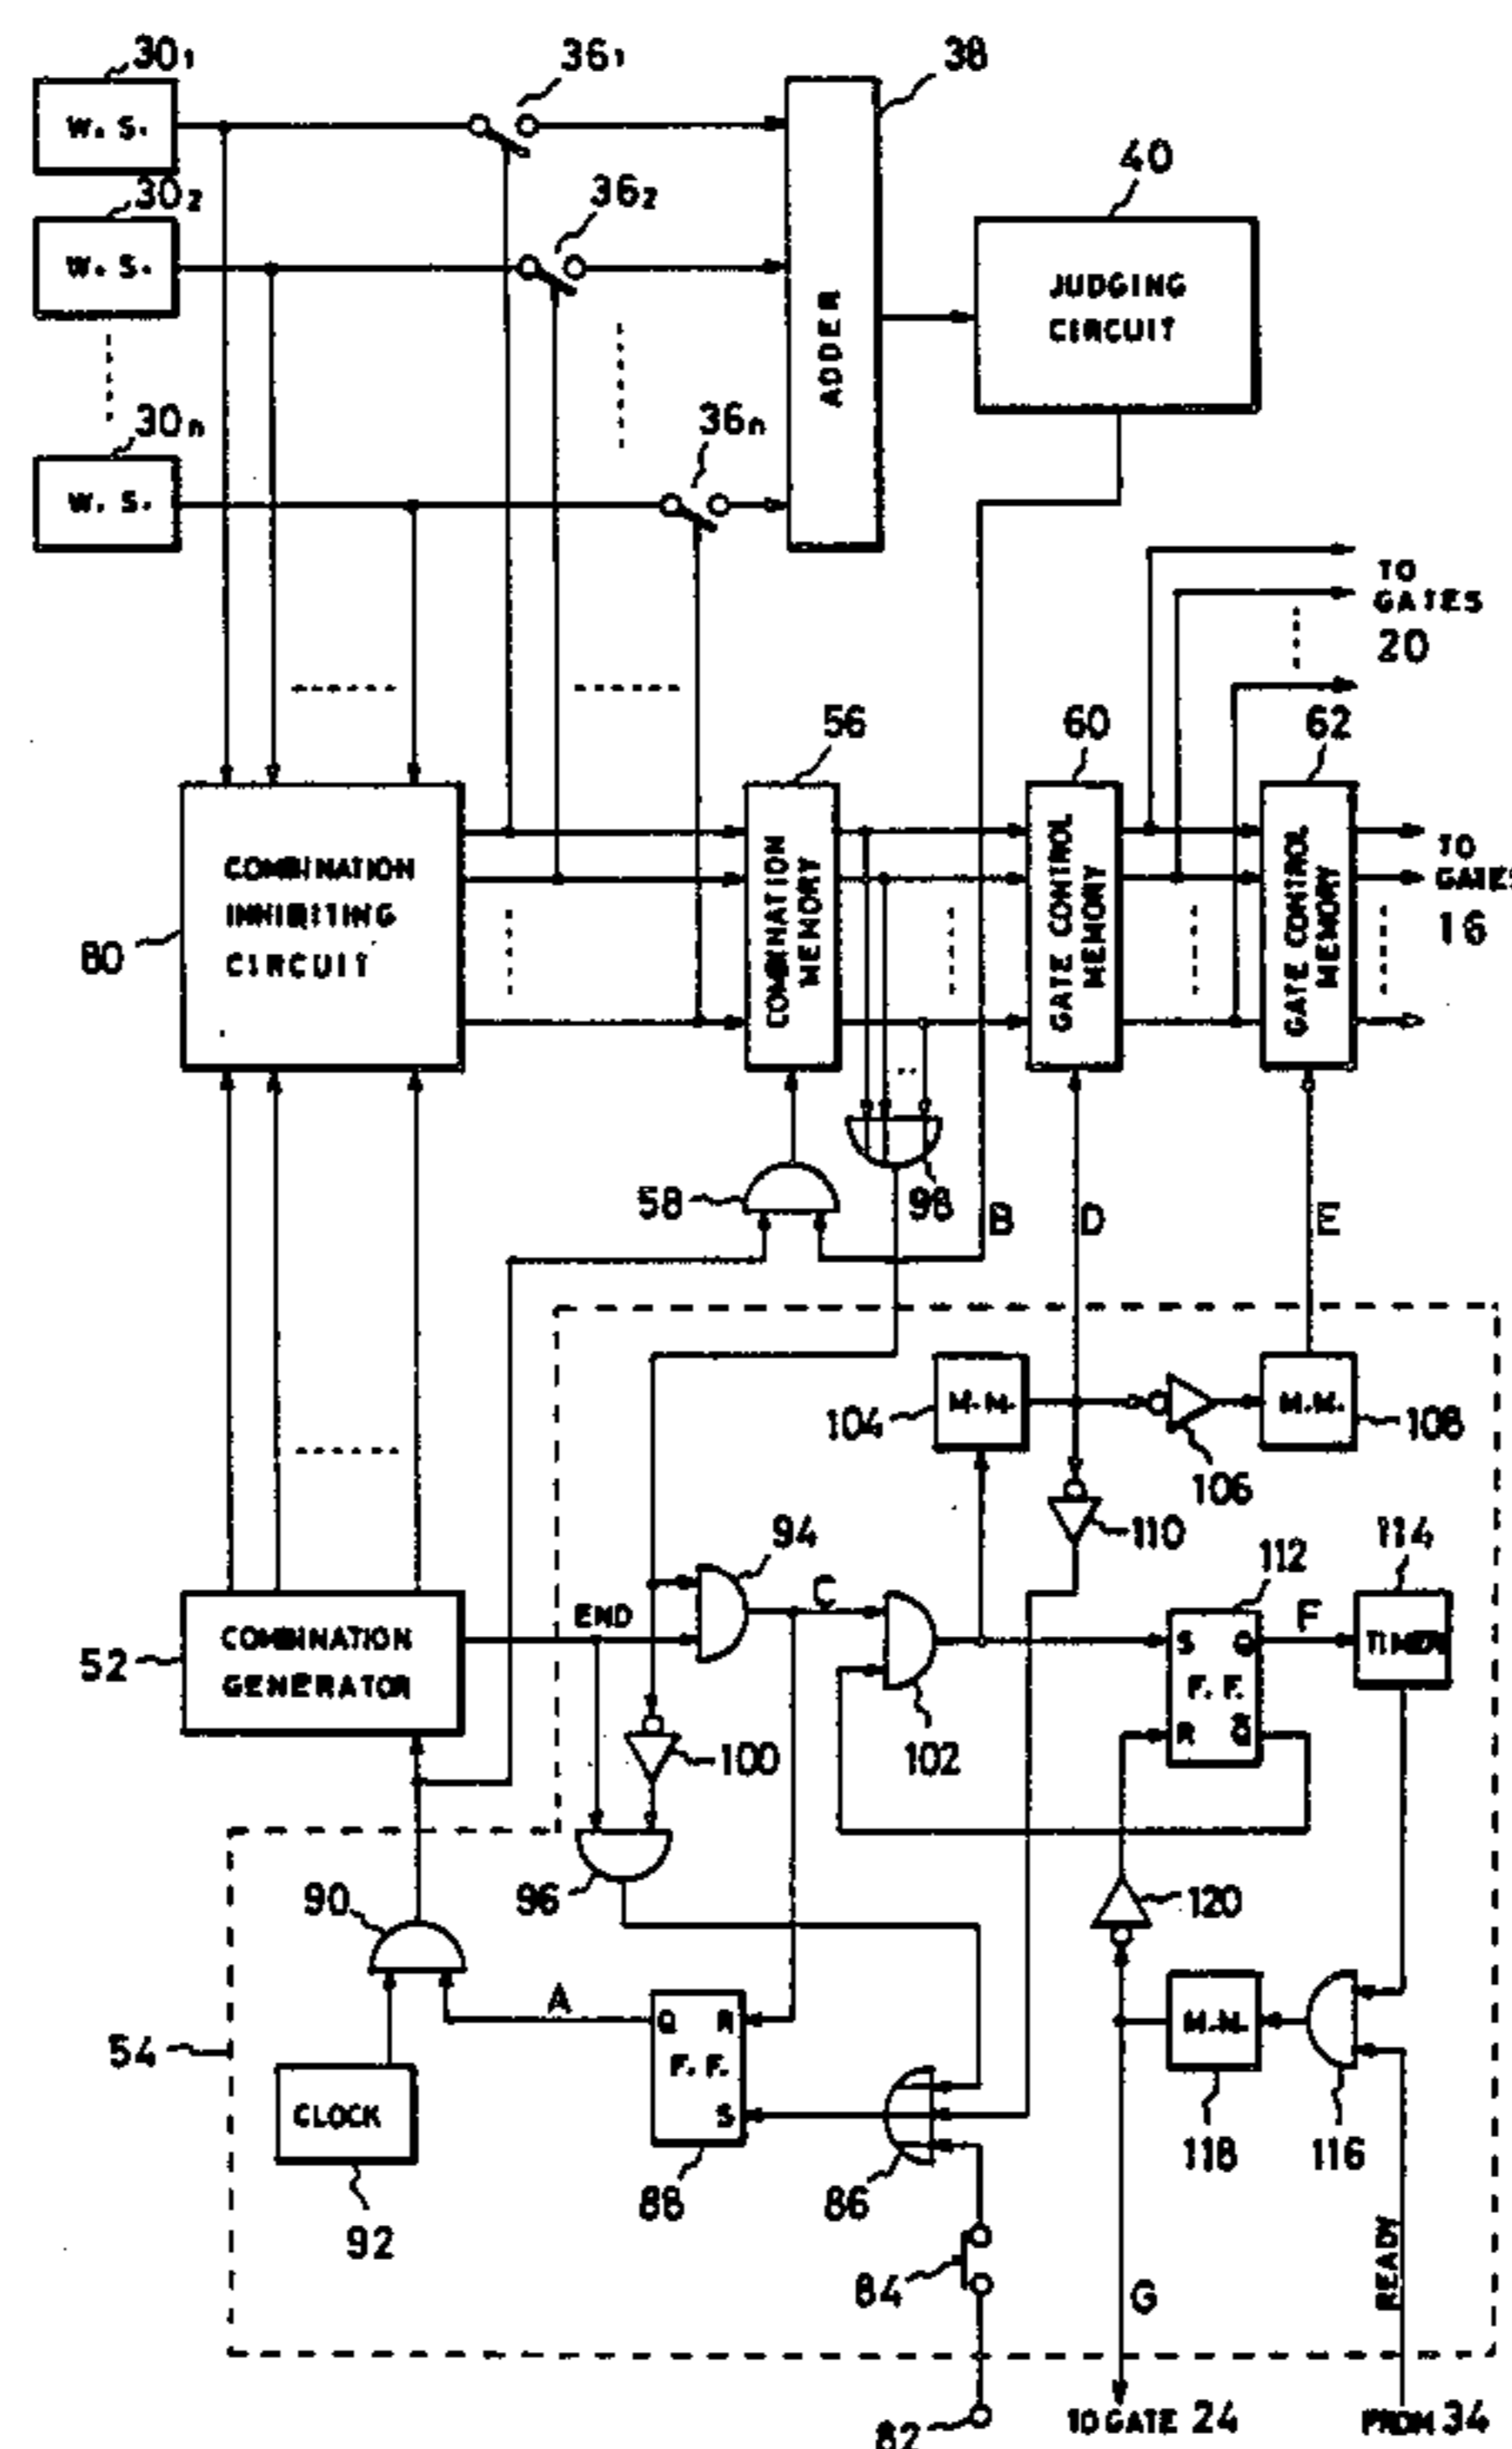 30₁
36₁
38
W. S.
40
30₂
36₂
W. S.
JUDGING
CIRCUIT
ADDER
30n
36n
W. S.
TO
GATES
20
56
60
62
COMBINATION
INHIBITING
CIRCUIT
80
COMBINATION
MEMORY
GATE CONTROL
MEMORY
GATE CONTROL
MEMORY
TO
GATES
16
58
98
B
D
E
104
M.M.
M.M.
108
106
94
110
112
114
END
C
COMBINATION
GENERATOR
52
S
Q
F
TIMER
F. F.
R
Q̅
100
102
90
96
120
A
54
Q
R
F. F.
S
M.M.
CLOCK
118
116
88
86
92
84
G
READY
82
TO GATE 24
FROM 34